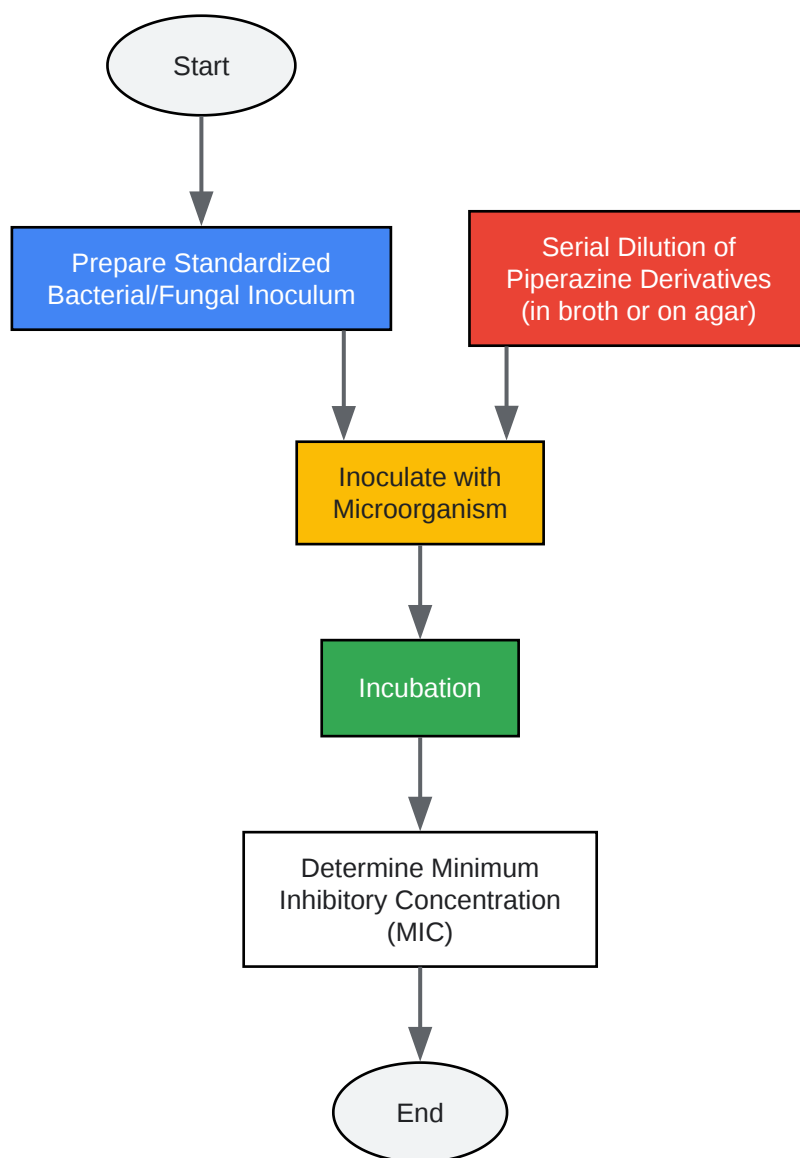 Start
Prepare Standardized
Bacterial/Fungal Inoculum
Serial Dilution of
Piperazine Derivatives
(in broth or on agar)
Inoculate with
Microorganism
Incubation
Determine Minimum
Inhibitory Concentration
(MIC)
End